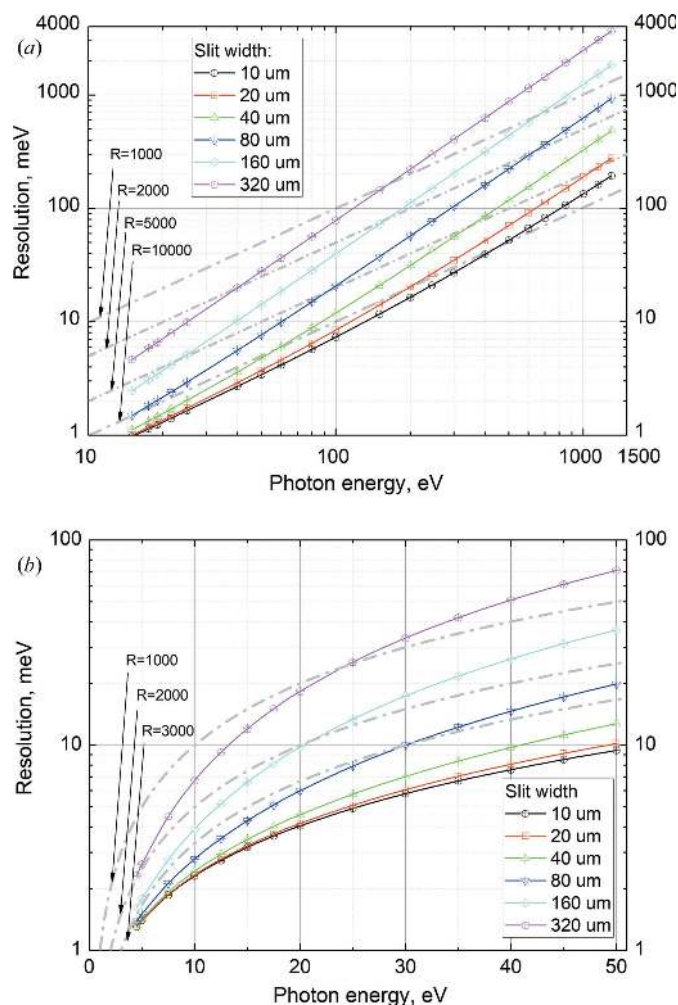 (a)
4000
1000
100
10
1
Resolution, meV
Slit width:
10 um
20 um
40 um
80 um
160 um
320 um
R=1000
R=2000
R=5000
R=10000
4000
1000
100
10
1
10
100
1000
1500
Photon energy, eV
(b)
100
10
1
Resolution, meV
R=1000
R=2000
R=3000
100
10
1
Slit width
10 um
20 um
40 um
80 um
160 um
320 um
0
10
20
30
40
50
Photon energy, eV